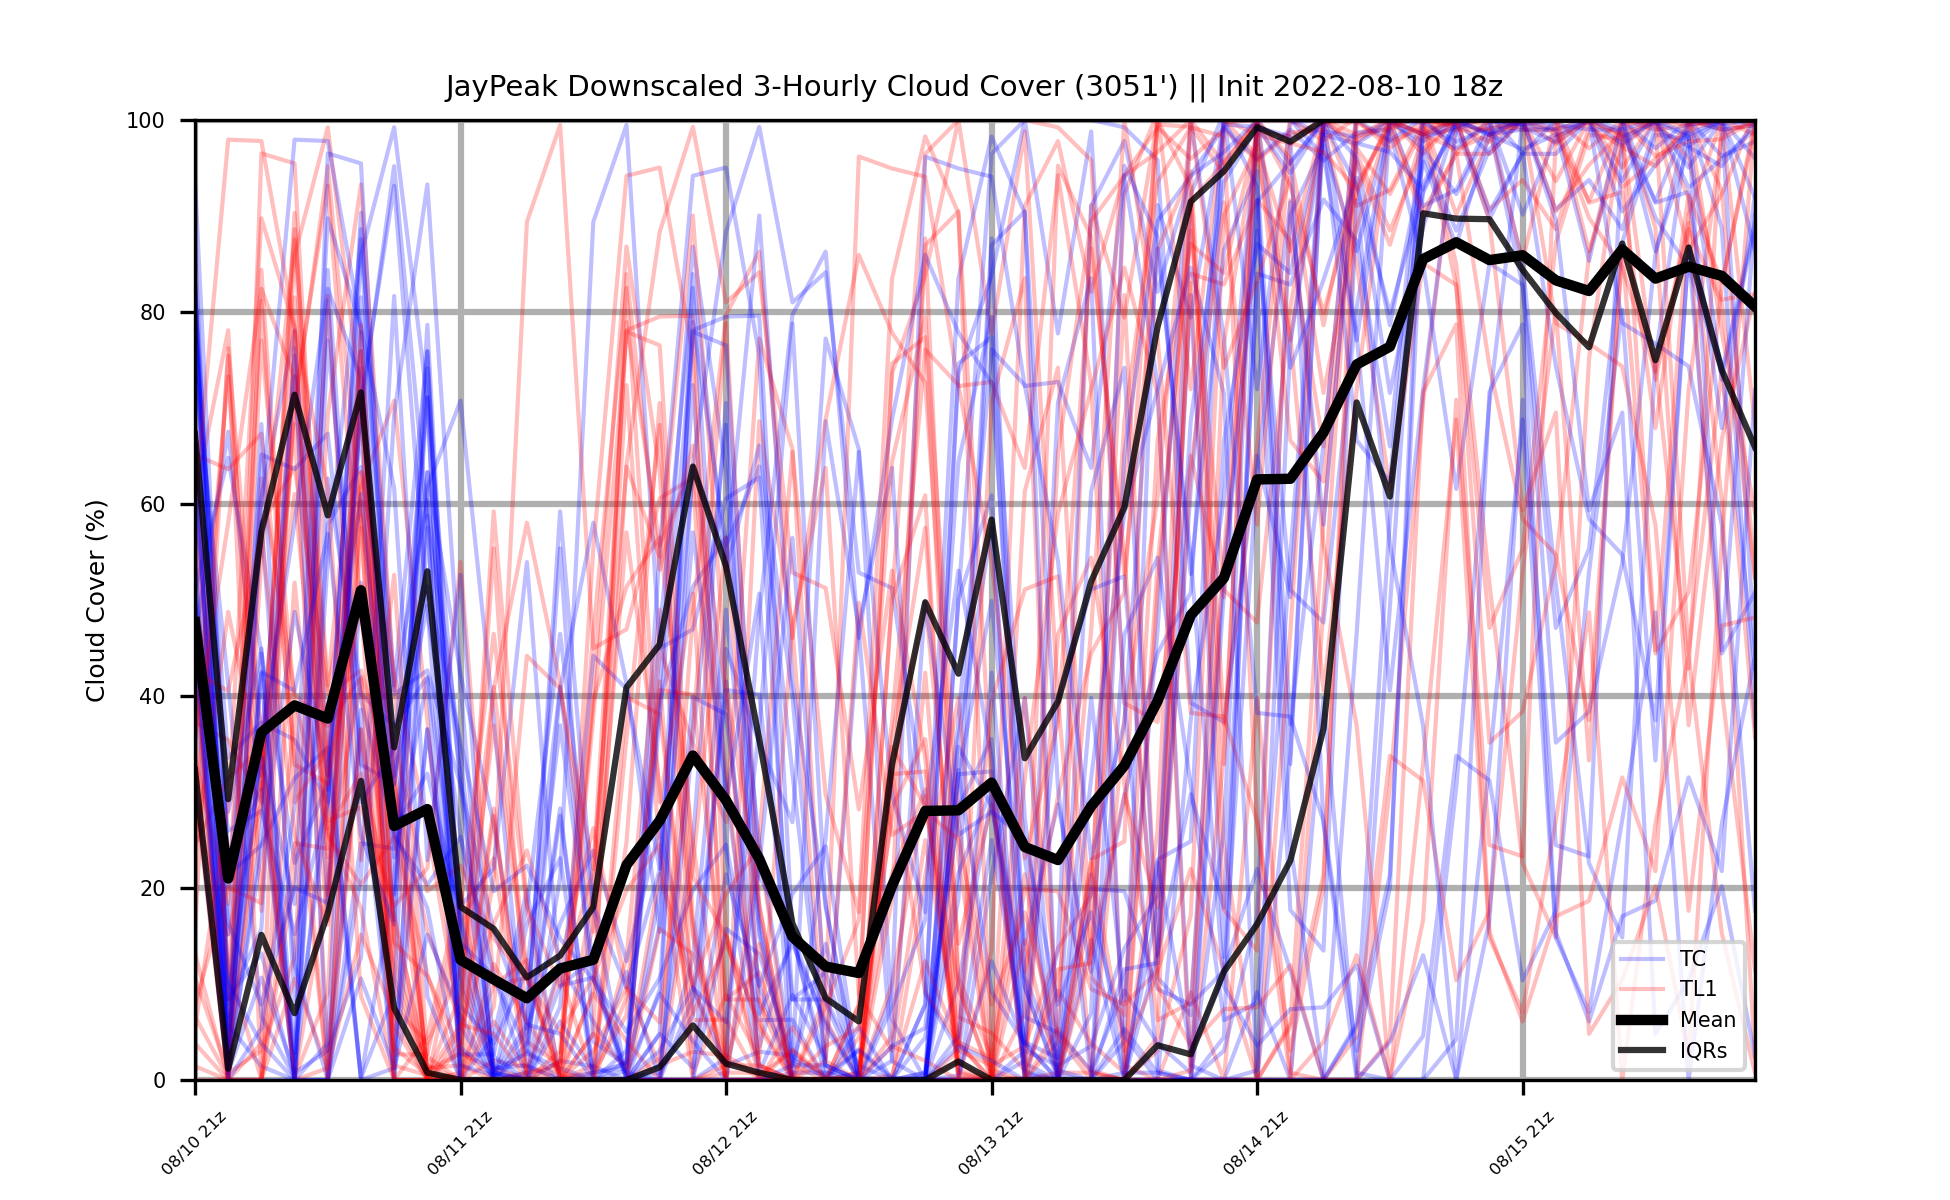 JayPeak Downscaled 3-Hourly Cloud Cover (3051') || Init 2022-08-10 18z
Cloud Cover (%)
100
80
60
40
20
0
08/10 21z
08/11 21z
08/12 21z
08/13 21z
08/14 21z
08/15 21z
TC
TL1
Mean
IQRs